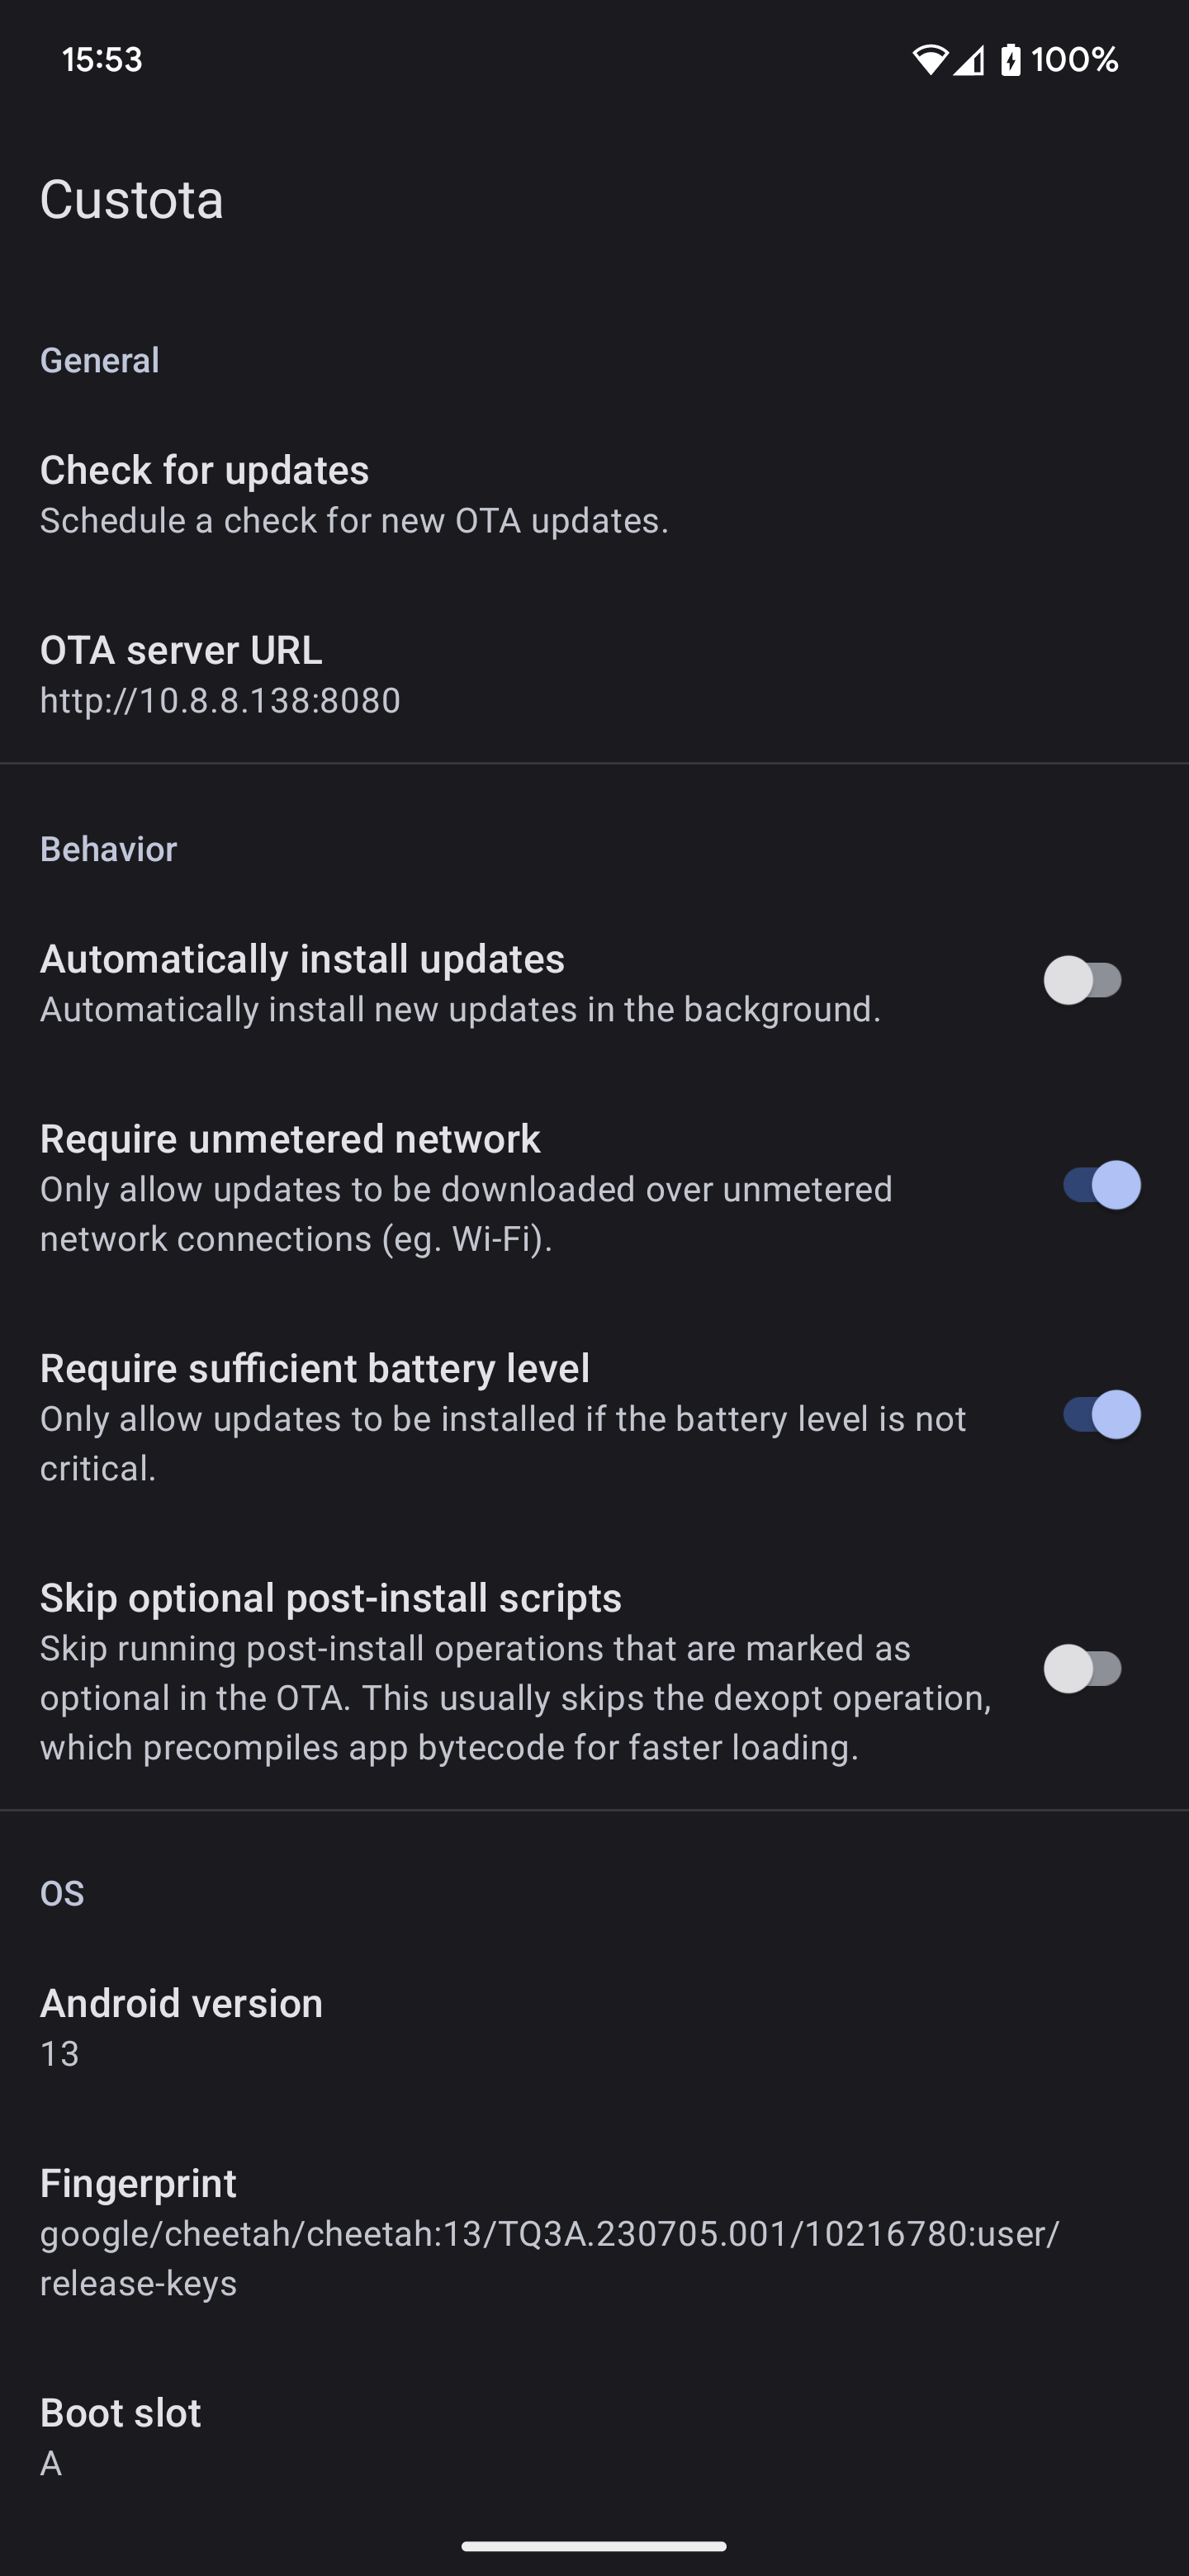 15:53
100%
Custota
General
Check for updates
Schedule a check for new OTA updates.
OTA server URL
http://10.8.8.138:8080
Behavior
Automatically install updates
Automatically install new updates in the background.
Require unmetered network
Only allow updates to be downloaded over unmetered
network connections (eg. Wi-Fi).
Require sufficient battery level
Only allow updates to be installed if the battery level is not
critical.
Skip optional post-install scripts
Skip running post-install operations that are marked as
optional in the OTA. This usually skips the dexopt operation,
which precompiles app bytecode for faster loading.
OS
Android version
13
Fingerprint
google/cheetah/cheetah:13/TQ3A.230705.001/10216780:user/
release-keys
Boot slot
A